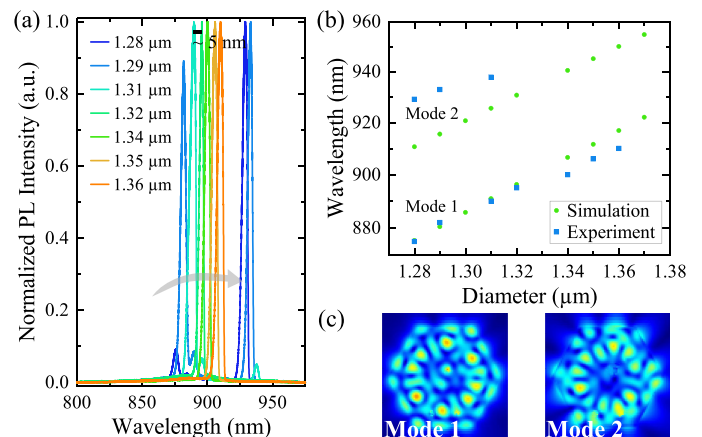 (a)
Normalized PL Intensity (a.u.)
1.0
0.8
0.6
0.4
0.2
0.0
~ 5 nm
1.28 µm
1.29 µm
1.31 µm
1.32 µm
1.34 µm
1.35 µm
1.36 µm
800
850
900
950
Wavelength (nm)
(b)
Wavelength (nm)
960
940
920
900
880
Mode 2
Mode 1
Simulation
Experiment
1.28
1.30
1.32
1.34
1.36
1.38
Diameter (µm)
(c)
Mode 1
Mode 2